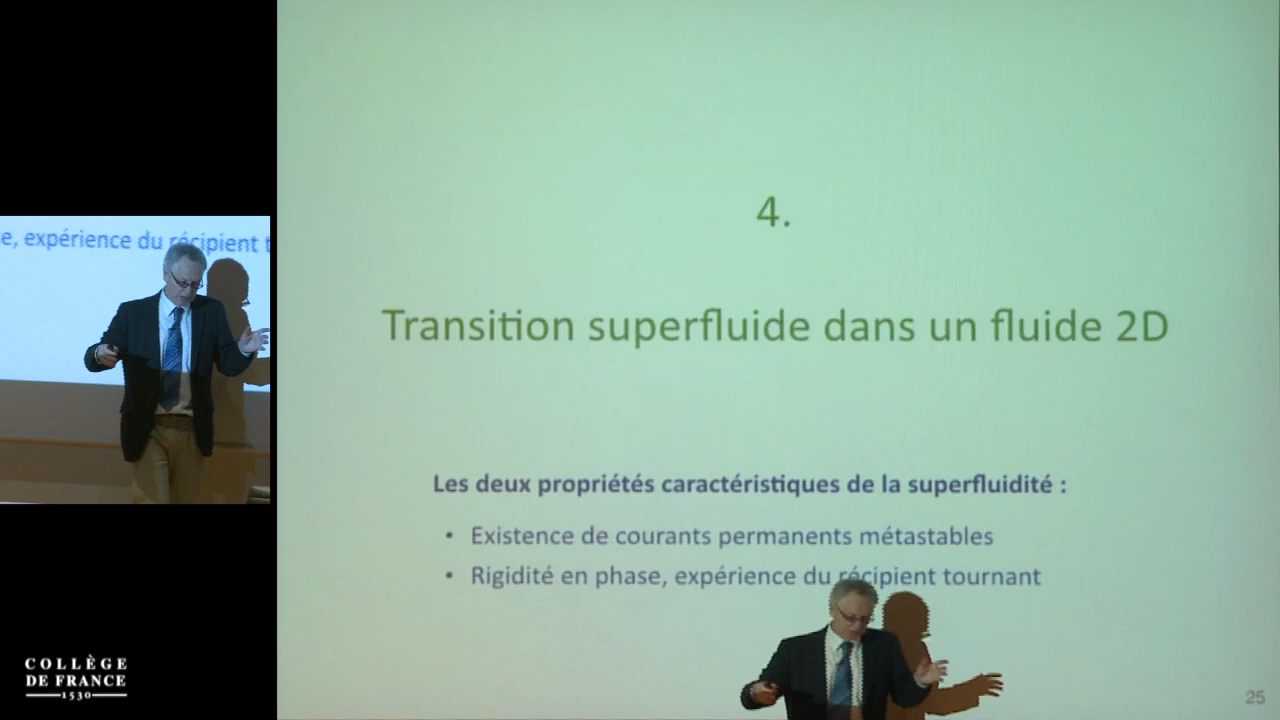 e, expérience du récipient t
COLLÈGE
DE FRANCE
1530
4.
Transition superfluide dans un fluide 2D
Les deux propriétés caractéristiques de la superfluidité :
• Existence de courants permanents métastables
• Rigidité en phase, expérience du récipient tournant
25